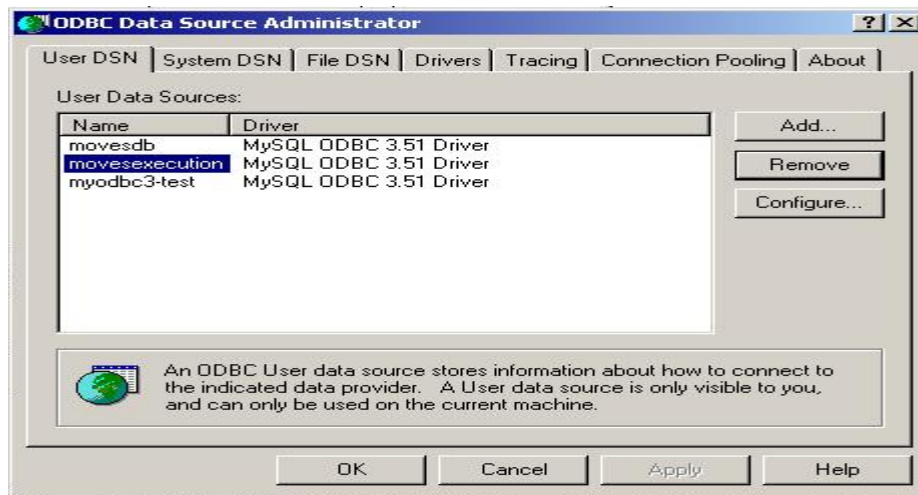 ODBC Data Source Administrator
User DSN System DSN File DSN Drivers Tracing Connection Pooling About
User Data Sources:
Name Driver
movesdb MySQL ODBC 3.51 Driver
movesexecution MySQL ODBC 3.51 Driver
myodbc3-test MySQL ODBC 3.51 Driver
Add...
Remove
Configure...
An ODBC User data source stores information about how to connect to
the indicated data provider. A User data source is only visible to you,
and can only be used on the current machine.
OK Cancel Apply Help